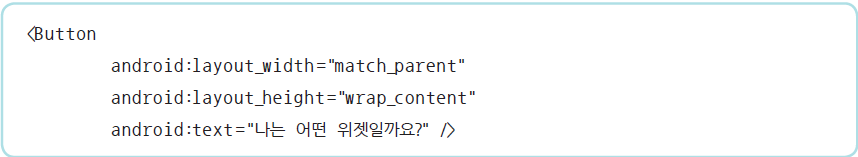 <Button
android:layout_width="match_parent"
android:layout_height="wrap_content"
android:text="나는 어떤 위젯일까요?" />